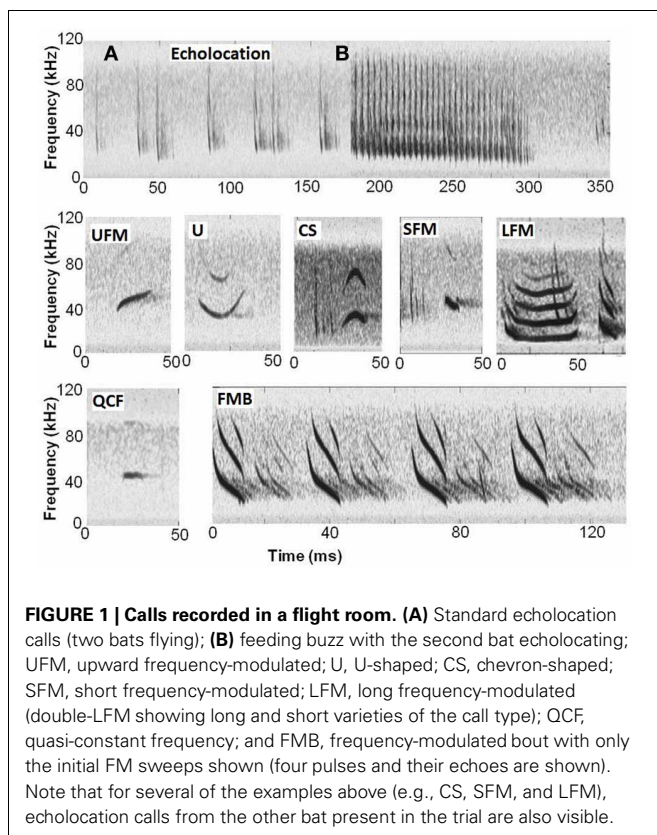 120
A Echolocation B
80
Frequency (kHz)
40
0
0 50 100 150 200 250 300 350
120
UFM U CS SFM LFM
80
Frequency (kHz)
40
0
0 50 0 50 0 50 0 50 0 50
120
QCF FMB
80
Frequency (kHz)
40
0
0 50 0 40 80 120
Time (ms)
FIGURE 1 | Calls recorded in a flight room. (A) Standard echolocation
calls (two bats flying); (B) feeding buzz with the second bat echolocating;
UFM, upward frequency-modulated; U, U-shaped; CS, chevron-shaped;
SFM, short frequency-modulated; LFM, long frequency-modulated
(double-LFM showing long and short varieties of the call type); QCF,
quasi-constant frequency; and FMB, frequency-modulated bout with only
the initial FM sweeps shown (four pulses and their echoes are shown).
Note that for several of the examples above (e.g., CS, SFM, and LFM),
echolocation calls from the other bat present in the trial are also visible.